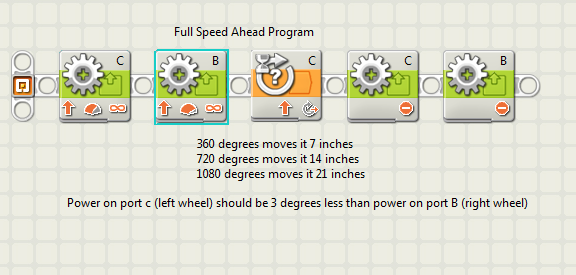 Full Speed Ahead Program
C
B
C
C
B
?
360 degrees moves it 7 inches
720 degrees moves it 14 inches
1080 degrees moves it 21 inches
Power on port c (left wheel) should be 3 degrees less than power on port B (right wheel)